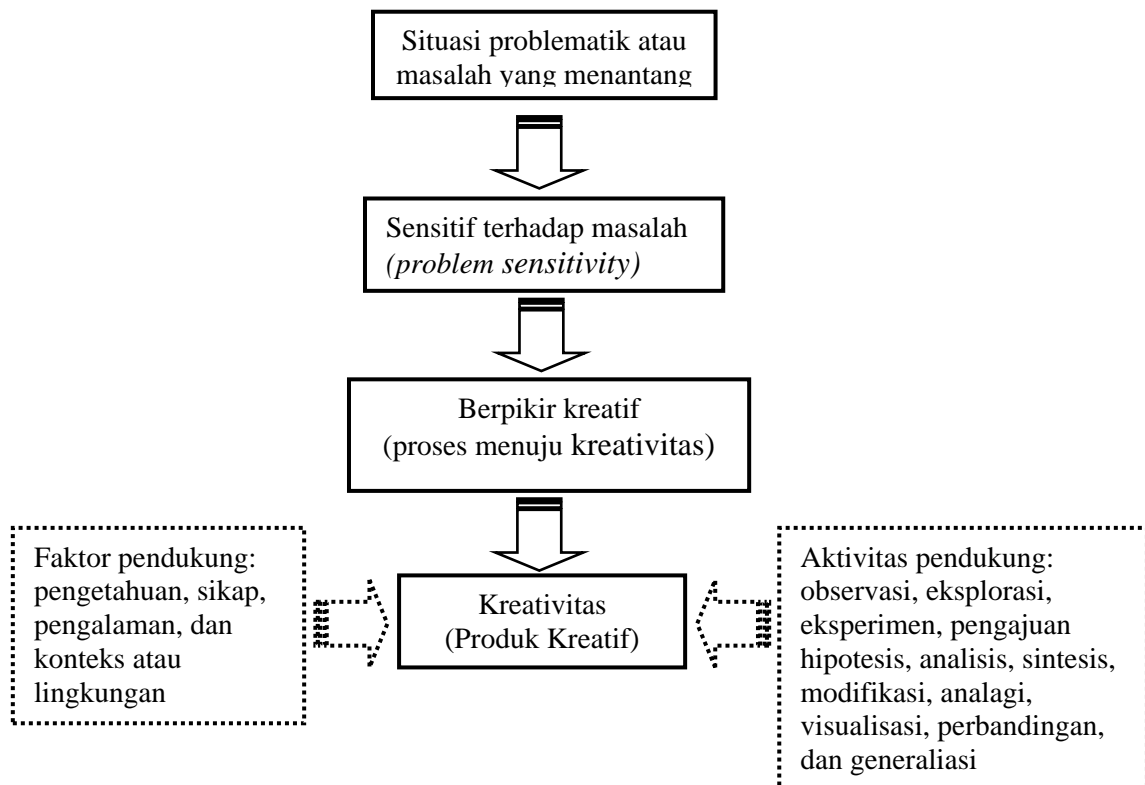 Situasi problematik atau
masalah yang menantang
Sensitif terhadap masalah
(problem sensitivity)
Berpikir kreatif
(proses menuju kreativitas)
Faktor pendukung:
pengetahuan, sikap,
pengalaman, dan
konteks atau
lingkungan
Kreativitas
(Produk Kreatif)
Aktivitas pendukung:
observasi, eksplorasi,
eksperimen, pengajuan
hipotesis, analisis, sintesis,
modifikasi, analagi,
visualisasi, perbandingan,
dan generaliasi